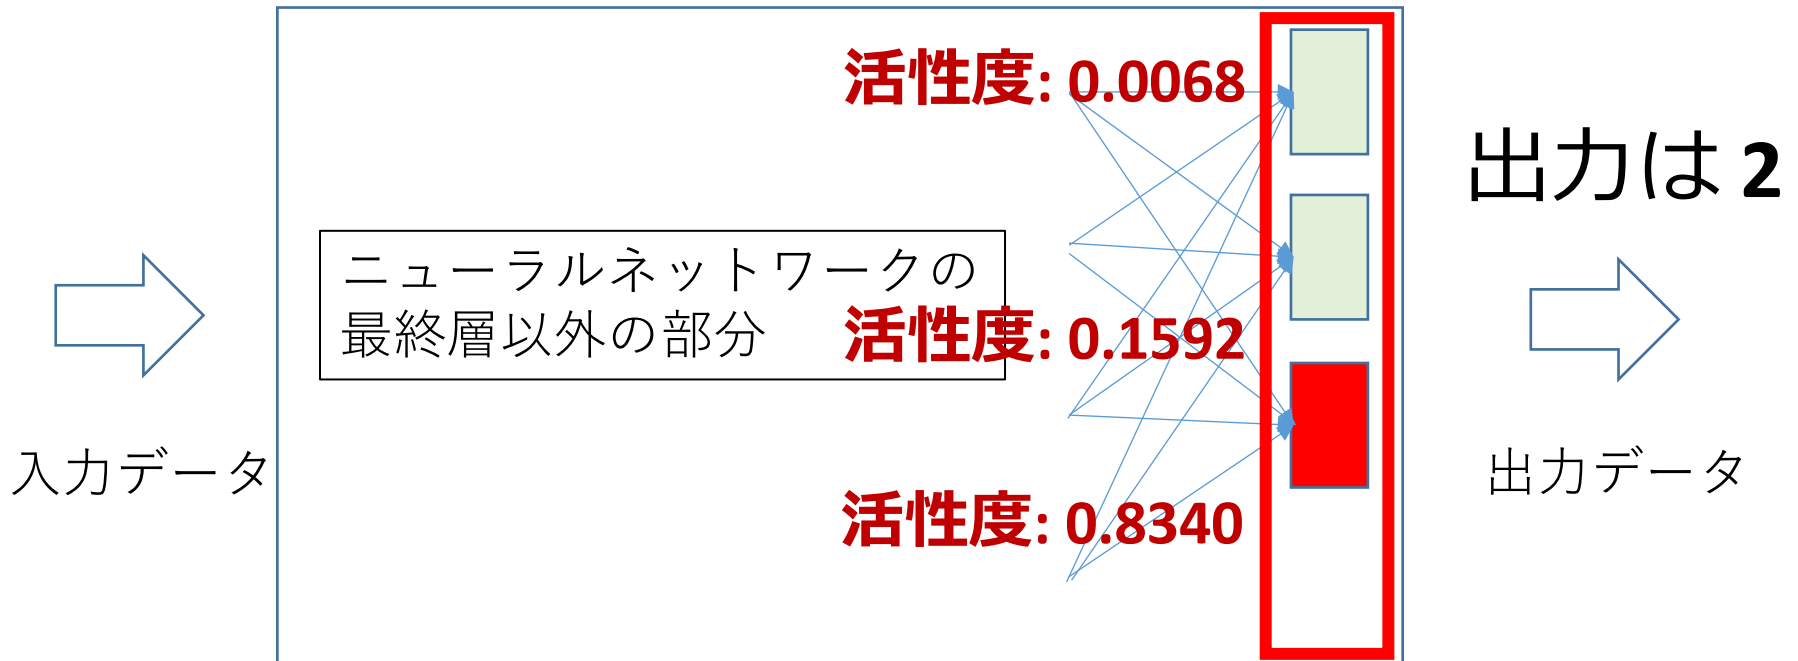 活性度: 0.0068
出力は 2
ニューラルネットワークの
最終層以外の部分
活性度: 0.1592
入力データ
出力データ
活性度: 0.8340